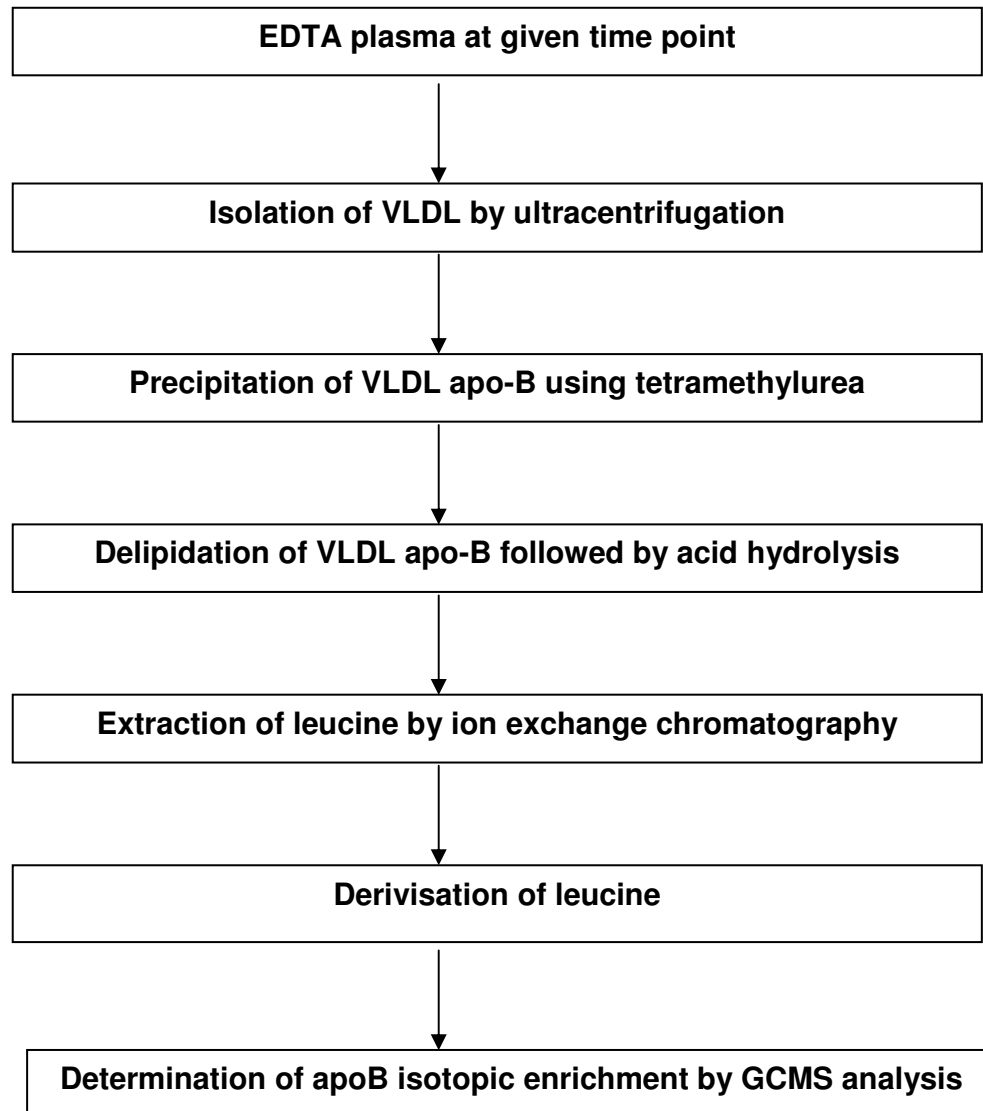 EDTA plasma at given time point
Isolation of VLDL by ultracentrifugation
Precipitation of VLDL apo-B using tetramethylurea
Delipidation of VLDL apo-B followed by acid hydrolysis
Extraction of leucine by ion exchange chromatography
Derivisation of leucine
Determination of apoB isotopic enrichment by GCMS analysis